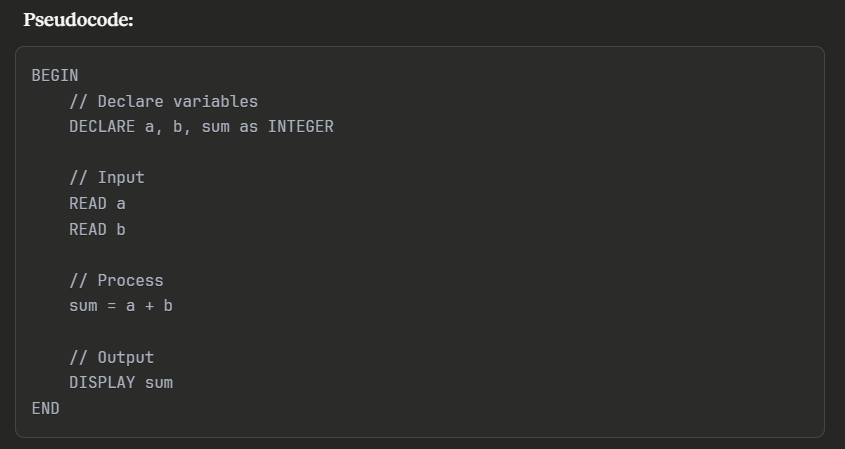 Pseudocode:
BEGIN
// Declare variables
DECLARE a, b, sum as INTEGER
// Input
READ a
READ b
// Process
sum = a + b
// Output
DISPLAY sum
END